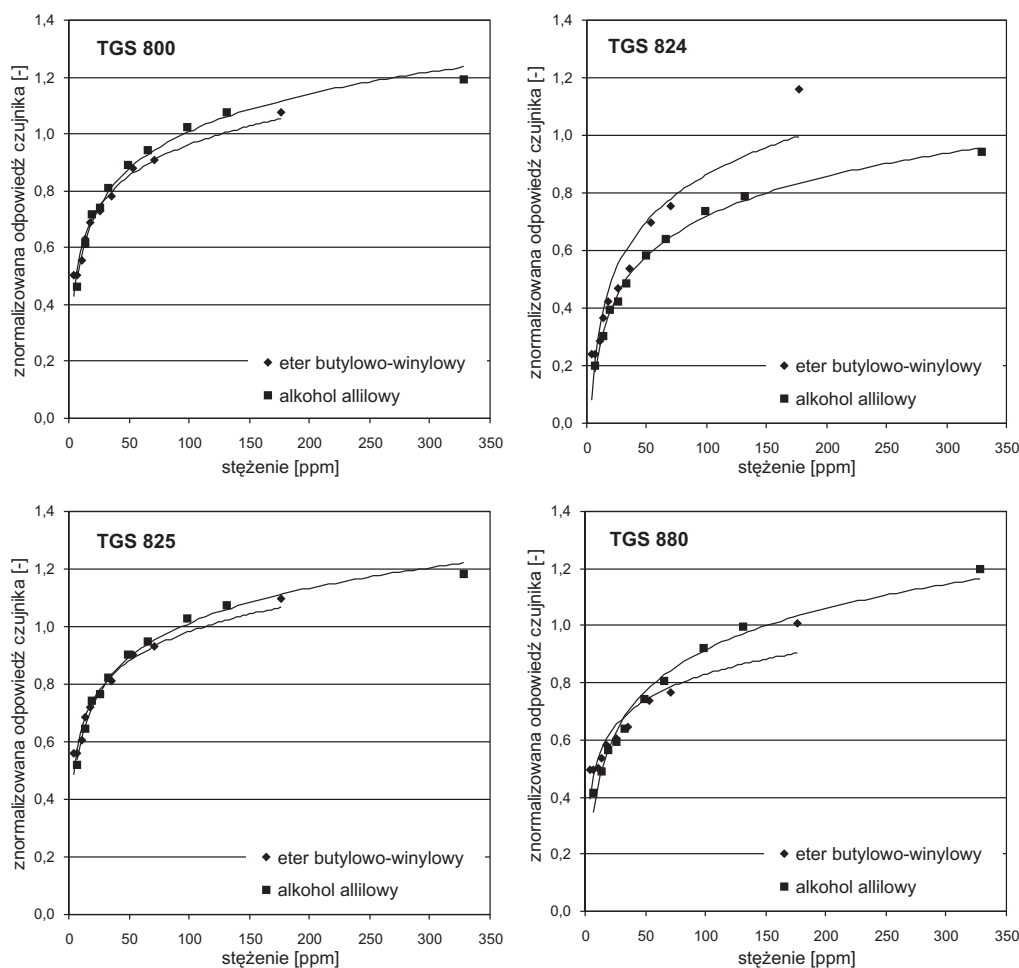 TGS 800
znormalizowana odpowiedź czujnika [-]
1,4
1,2
1,0
0,8
0,6
0,4
0,2
0,0
eter butylowo-winylowy
alkohol allilowy
0 50 100 150 200 250 300 350
stężenie [ppm]
TGS 824
znormalizowana odpowiedź czujnika [-]
1,4
1,2
1,0
0,8
0,6
0,4
0,2
0,0
eter butylowo-winylowy
alkohol allilowy
0 50 100 150 200 250 300 350
stężenie [ppm]
TGS 825
znormalizowana odpowiedź czujnika [-]
1,4
1,2
1,0
0,8
0,6
0,4
0,2
0,0
eter butylowo-winylowy
alkohol allilowy
0 50 100 150 200 250 300 350
stężenie [ppm]
TGS 880
znormalizowana odpowiedź czujnika [-]
1,4
1,2
1,0
0,8
0,6
0,4
0,2
0,0
eter butylowo-winylowy
alkohol allilowy
0 50 100 150 200 250 300 350
stężenie [ppm]